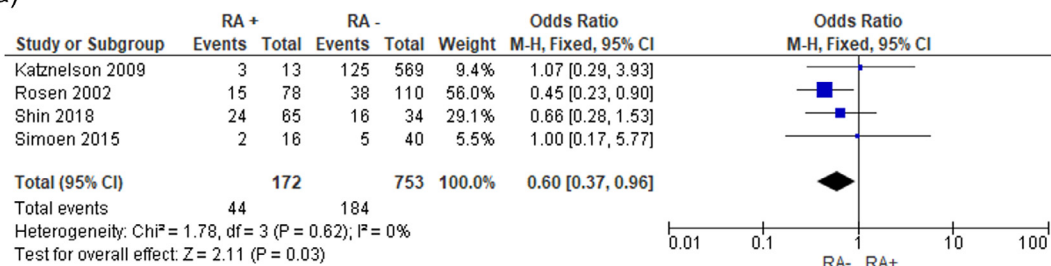 RA + RA - Odds Ratio Odds Ratio
Study or Subgroup Events Total Events Total Weight M-H, Fixed, 95% CI M-H, Fixed, 95% CI
Katznelson 2009 3 13 125 569 9.4% 1.07 [0.29, 3.93]
Rosen 2002 15 78 38 110 56.0% 0.45 [0.23, 0.90]
Shin 2018 24 65 16 34 29.1% 0.66 [0.28, 1.53]
Simoen 2015 2 16 5 40 5.5% 1.00 [0.17, 5.77]
Total (95% CI) 172 753 100.0% 0.60 [0.37, 0.96]
Total events 44 184
Heterogeneity: Chi² = 1.78, df = 3 (P = 0.62); I² = 0%
Test for overall effect: Z = 2.11 (P = 0.03)
0.01 0.1 1 10 100
RA- RA+